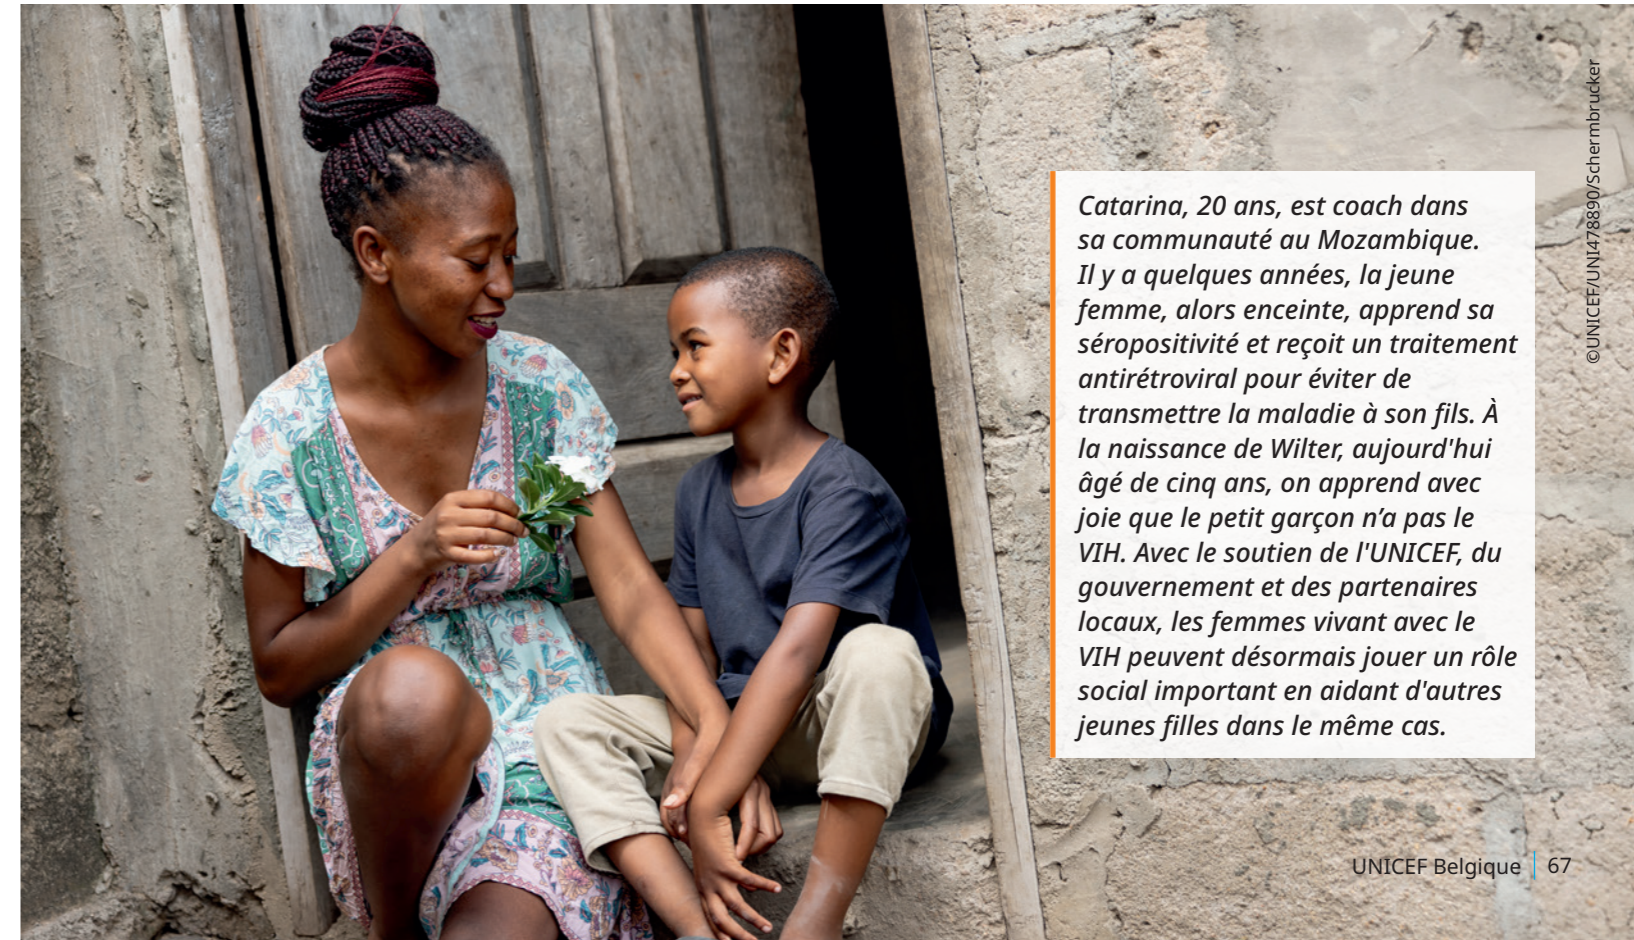 Catarina, 20 ans, est coach dans
sa communauté au Mozambique.
Il y a quelques années, la jeune
femme, alors enceinte, apprend sa
séropositivité et reçoit un traitement
antirétroviral pour éviter de
transmettre la maladie à son fils. À
la naissance de Wilter, aujourd'hui
âgé de cinq ans, on apprend avec
joie que le petit garçon n’a pas le
VIH. Avec le soutien de l'UNICEF, du
gouvernement et des partenaires
locaux, les femmes vivant avec le
VIH peuvent désormais jouer un rôle
social important en aidant d'autres
jeunes filles dans le même cas.
©UNICEF/UNI478890/Schermbrucker
UNICEF Belgique | 67